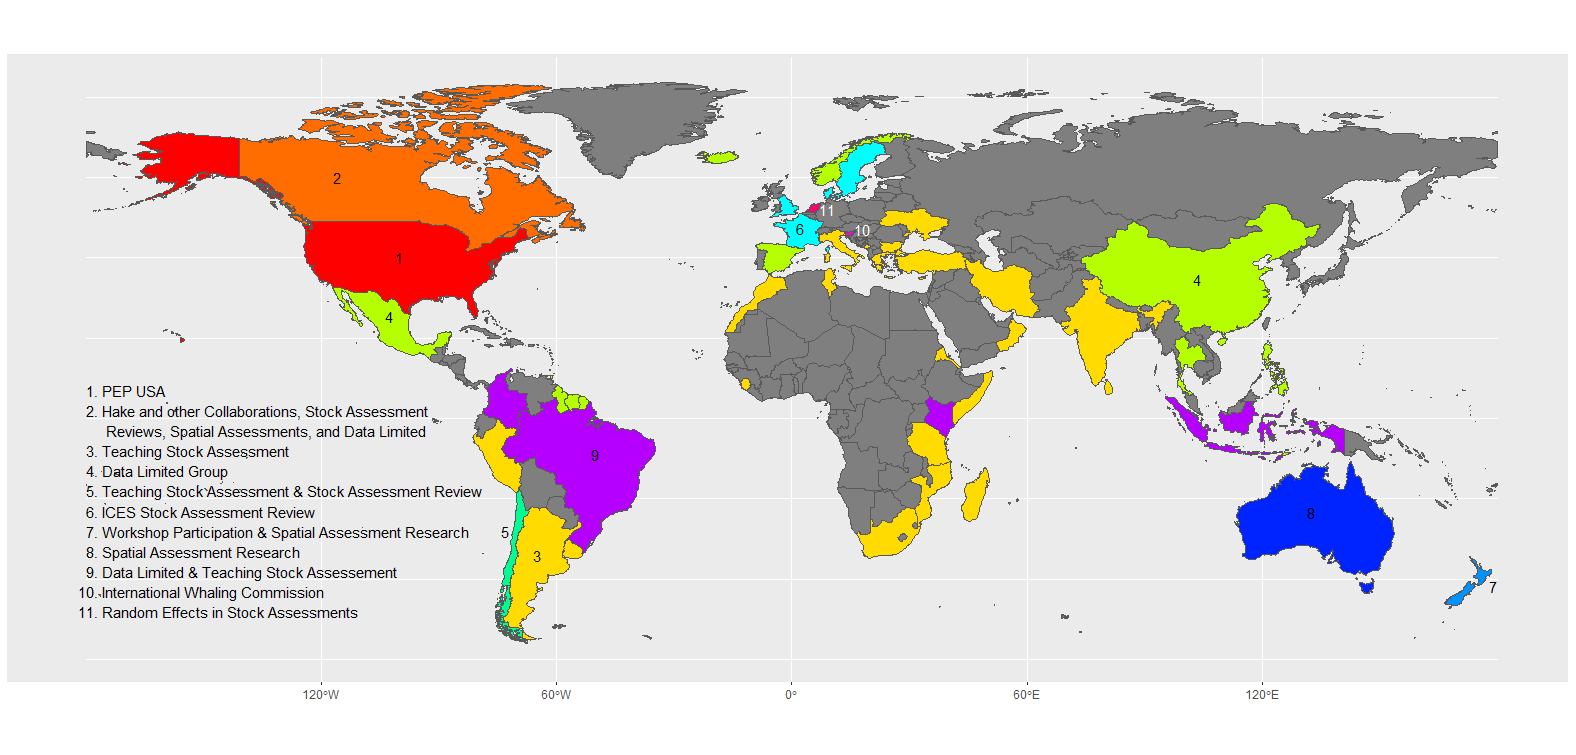 2
11
6
10
1
4
4
1. PEP USA
2. Hake and other Collaborations, Stock Assessment
Reviews, Spatial Assessments, and Data Limited
3. Teaching Stock Assessment
4. Data Limited Group
5. Teaching Stock Assessment & Stock Assessment Review
6. ICES Stock Assessment Review
7. Workshop Participation & Spatial Assessment Research
8. Spatial Assessment Research
9. Data Limited & Teaching Stock Assessement
10. International Whaling Commission
11. Random Effects in Stock Assessments
9
8
5
3
7
120°W 60°W 0° 60°E 120°E